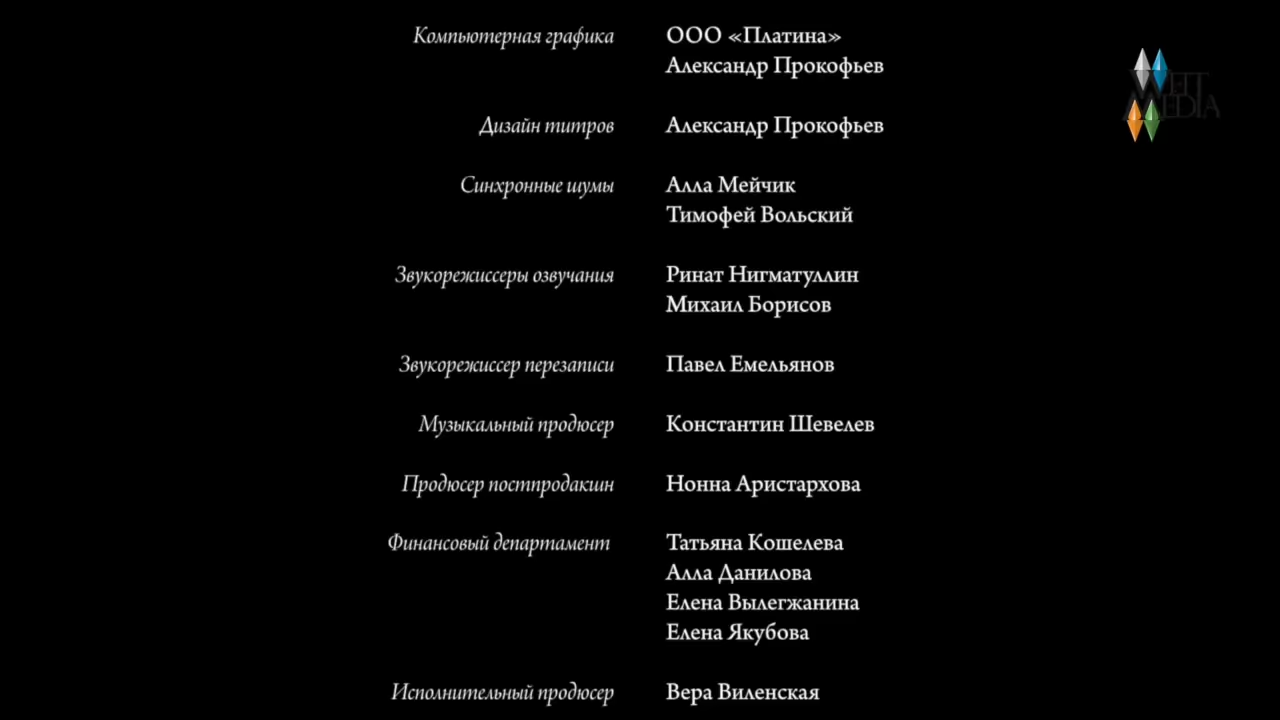 Компьютерная графика ООО «Платина»
Александр Прокофьев
Дизайн титров Александр Прокофьев
Синхронные шумы Алла Мейчик
Тимофей Вольский
Звукорежиссеры озвучания Ринат Нигматуллин
Михаил Борисов
Звукорежиссер перезаписи Павел Емельянов
Музыкальный продюсер Константин Шевелев
Продюсер постпродакшн Нонна Аристархова
Финансовый департамент Татьяна Кошелева
Алла Данилова
Елена Вылегжанина
Елена Якубова
Исполнительный продюсер Вера Виленская
WEIT
MEDIA